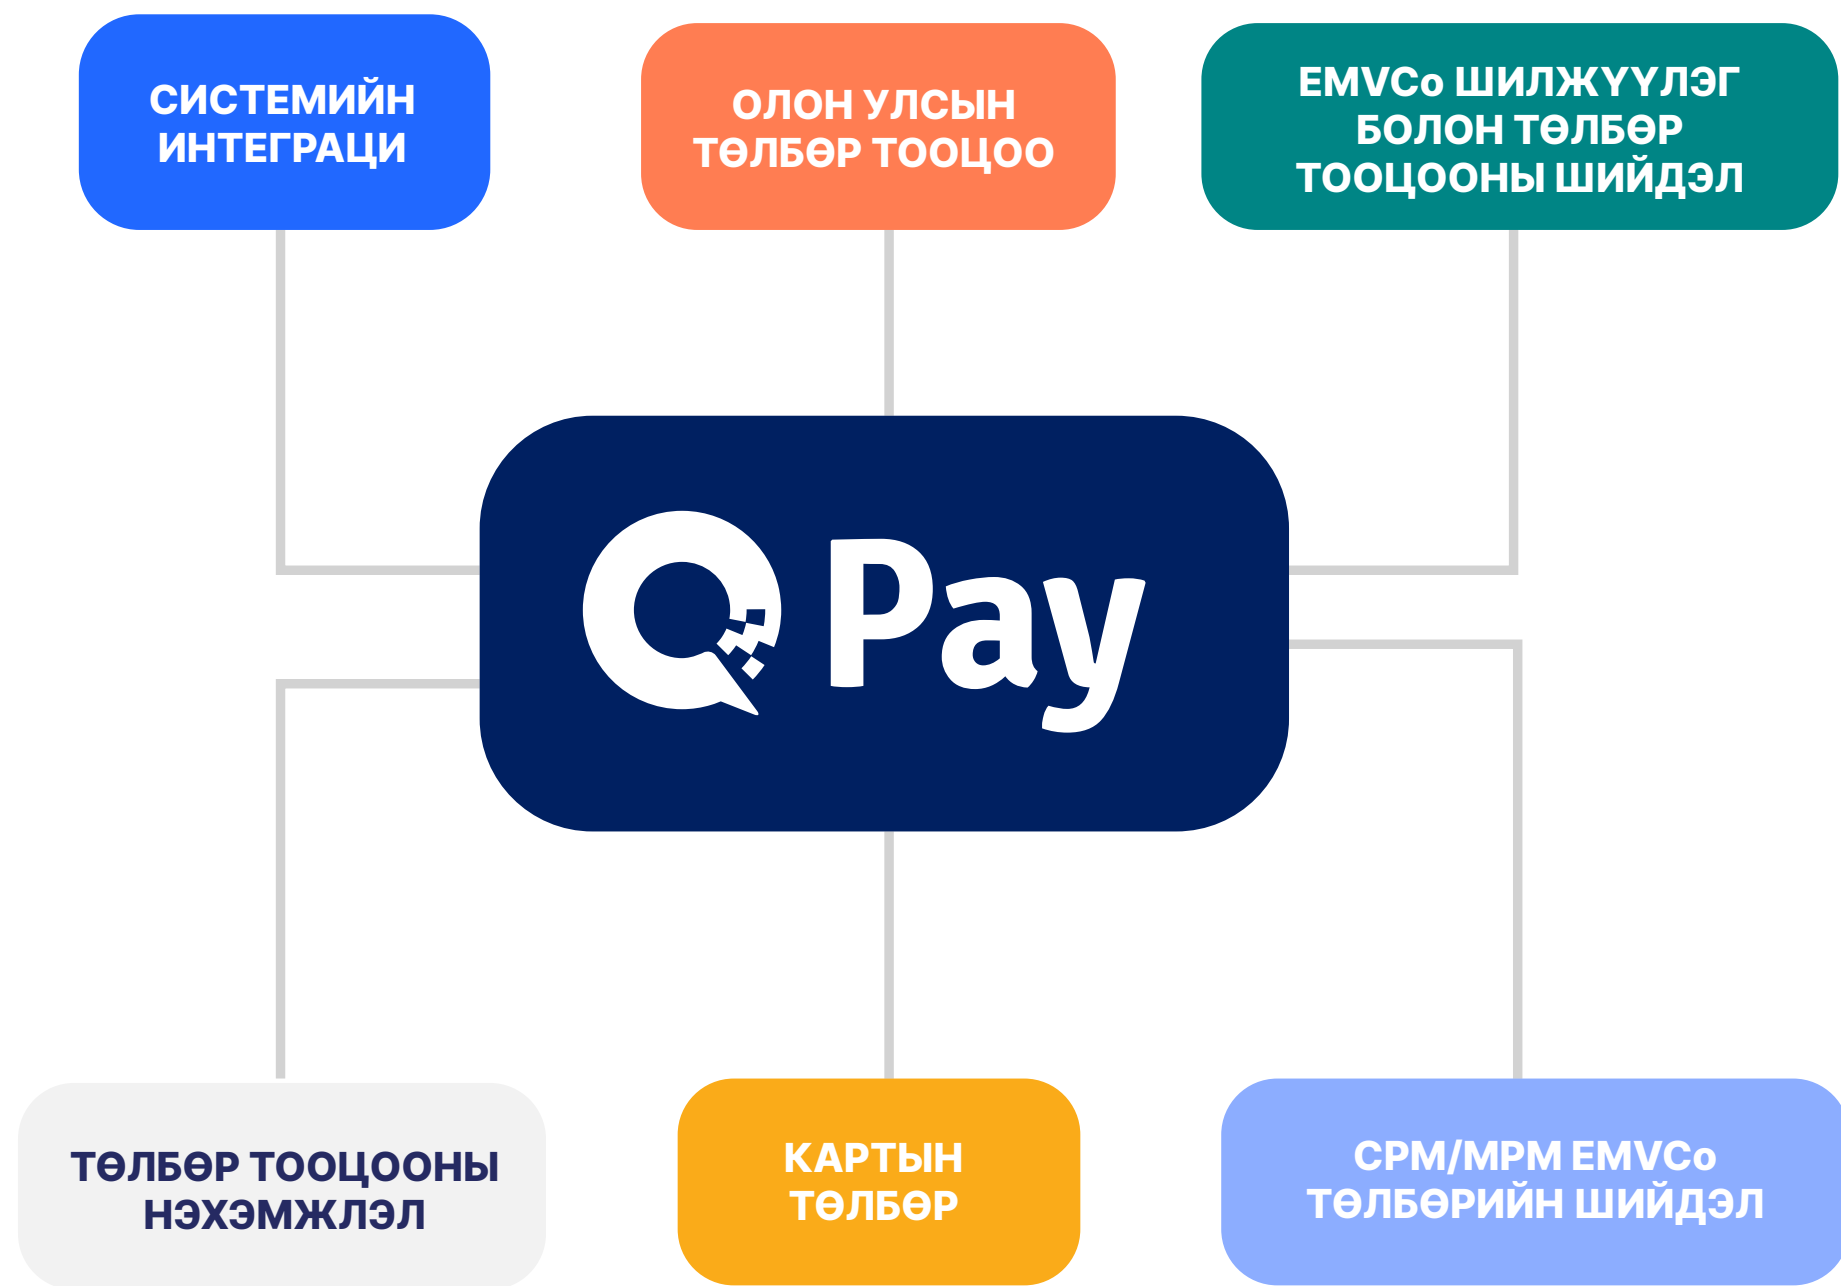 СИСТЕМИЙН
ИНТЕГРАЦИ
ОЛОН УЛСЫН
ТӨЛБӨР ТООЦОО
EMVCo ШИЛЖҮҮЛЭГ
БОЛОН ТӨЛБӨР
ТООЦООНЫ ШИЙДЭЛ
Q Pay
ТӨЛБӨР ТООЦООНЫ
НЭХЭМЖЛЭЛ
КАРТЫН
ТӨЛБӨР
CPM/MPM EMVCo
ТӨЛБӨРИЙН ШИЙДЭЛ